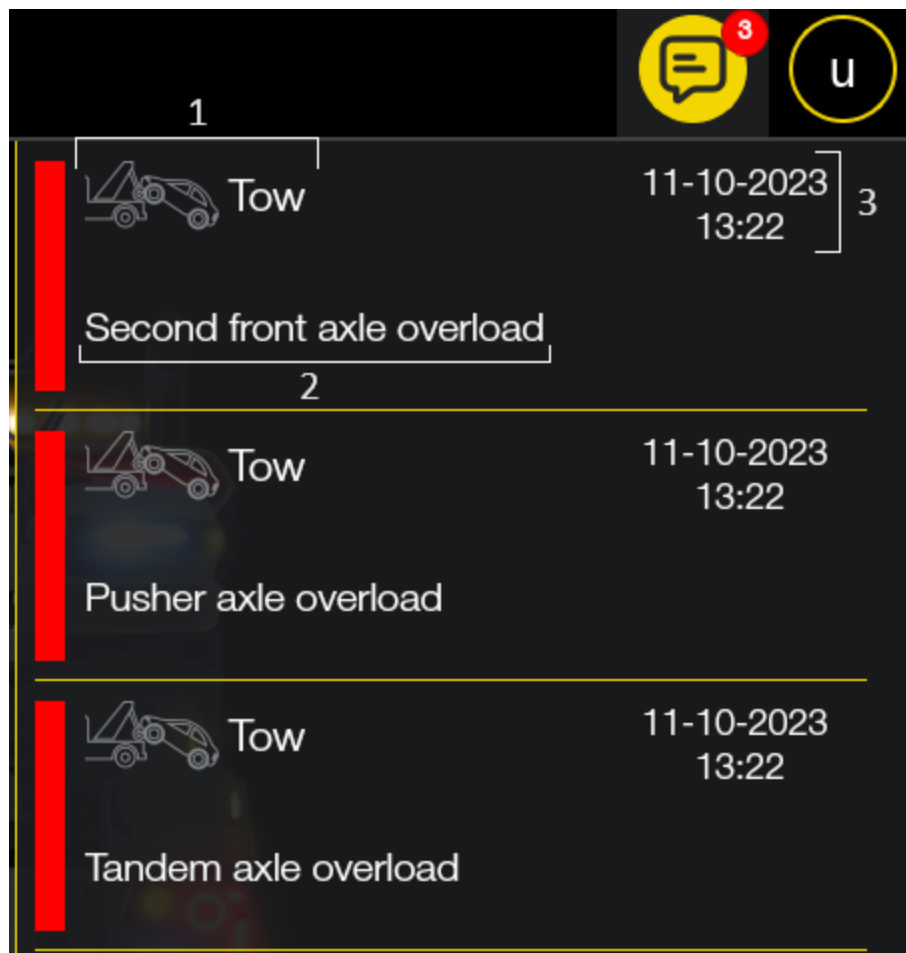 3
u
1
Tow
11-10-2023
13:22
3
Second front axle overload
2
Tow
11-10-2023
13:22
Pusher axle overload
Tow
11-10-2023
13:22
Tandem axle overload